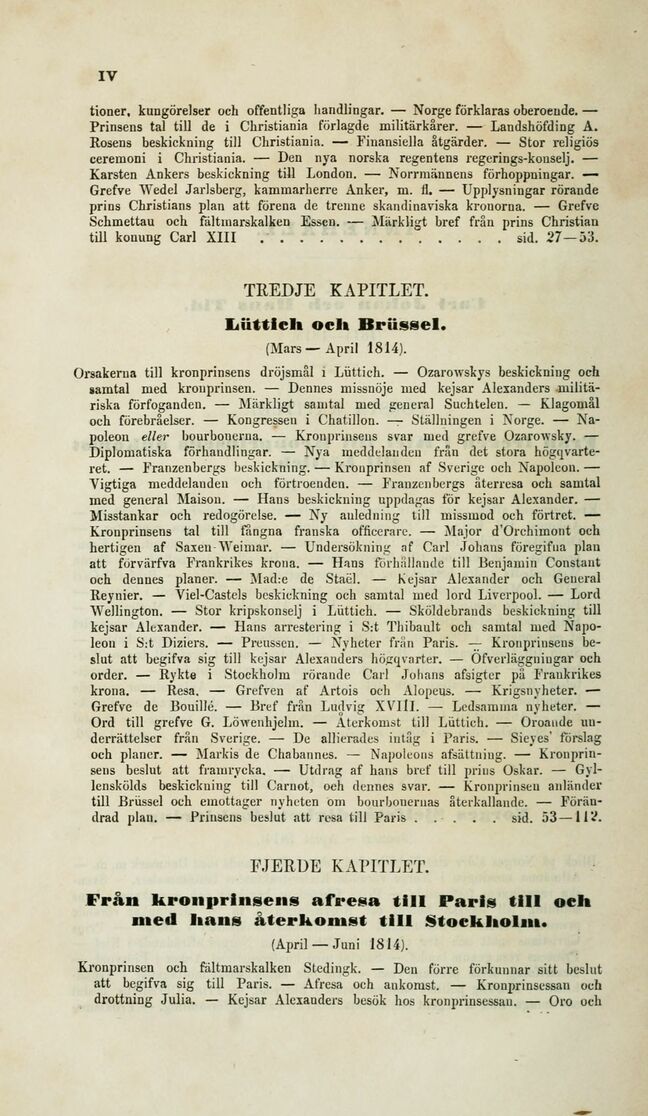 IV
tioner, kungörelser och offentliga handlingar. — Norge förklaras oberoende. —
Prinsens tal till de i Christiania förlagde militärkårer. — Landshöfding A.
Rosens beskickning till Christiania. — Finansiella åtgärder. — Stor religiös
ceremoni i Christiania. — Den nya norska regentens regerings-konselj. —
Karsten Ankers beskickning till London. — Norrmännens förhoppningar. —
Grefve Wedel Jarlsberg, kammarherre Anker, m. fl. — Upplysningar rörande
prins Christians plan att förena de trenne skandinaviska kronorna. — Grefve
Schmettau och fältmarskalken Essen. — Märkligt bref från prins Christian
till konung Carl XIII . . . . . . . . . . . . . . sid. 27—53.
TREDJE KAPITLET.
Lüttich och Brüssel.
(Mars — April 1814).
Orsakerna till kronprinsens dröjsmål i Lüttich. — Ozarowskys beskickning och
samtal med kronprinsen. — Dennes missnöje med kejsar Alexanders militä-
riska förfoganden. — Märkligt samtal med general Suchtelen. — Klagomål
och förebråelser. — Kongressen i Chatillon. — Ställningen i Norge. — Na-
poleon eller bourbonerna. — Kronprinsens svar med grefve Ozarowsky. —
Diplomatiska förhandlingar. — Nya meddelanden från det stora högqvarte-
ret. — Franzenbergs beskickning. — Kronprinsen af Sverige och Napoleon. —
Vigtiga meddelanden och förtroenden. — Franzenbergs återresa och samtal
med general Maison. — Hans beskickning uppdagas för kejsar Alexander. —
Misstankar och redogörelse. — Ny anledning till missmod och förtret. —
Kronprinsens tal till fångna franska officerare. — Major d'Orchimont och
hertigen af Saxen-Weimar. — Undersökning af Carl Johans föregifna plan
att förvärfva Frankrikes krona. — Hans förhållande till Benjamin Constant
och dennes planer. — Mad:e de Staël. — Kejsar Alexander och General
Reynier. — Viel-Castels beskickning och samtal med lord Liverpool. — Lord
Wellington. — Stor kripskonselj i Lüttich. — Sköldebrands beskickning till
kejsar Alexander. — Hans arrestering i S:t Thibault och samtal med Napo-
leon i S:t Diziers. — Preussen. — Nyheter från Paris. — Kronprinsens be-
slut att begifva sig till kejsar Alexanders högqvarter. — Öfverläggningar och
order. — Rykte i Stockholm rörande Carl Johans afsigter på Frankrikes
krona. — Resa. — Grefven af Artois och Alopeus. — Krigsnyheter. —
Grefve de Bouillé. — Bref från Ludvig XVIII. — Ledsamma nyheter. —
Ord till grefve G. Löwenhjelm. — Återkomst till Lüttich. — Oroande un-
derrättelser från Sverige. — De allierades intåg i Paris. — Sieyes' förslag
och planer. — Markis de Chabannes. — Napoleons afsättning. — Kronprin-
sens beslut att framrycka. — Utdrag af hans bref till prins Oskar. — Gyl-
lenskölds beskickning till Carnot, och dennes svar. — Kronprinsen anländer
till Brüssel och emottager nyheten om bourbonernas återkallande. — Förän-
drad plan. — Prinsens beslut att resa till Paris . . . . . sid. 53—112.
FJERDE KAPITLET.
Från kronprinsens afresa till Paris till och
med hans återkomst till Stockholm.
(April — Juni 1814).
Kronprinsen och fältmarskalken Stedingk. — Den förre förkunnar sitt beslut
att begifva sig till Paris. — Afresa och ankomst. — Kronprinsessan och
drottning Julia. — Kejsar Alexanders besök hos kronprinsessan. — Oro och